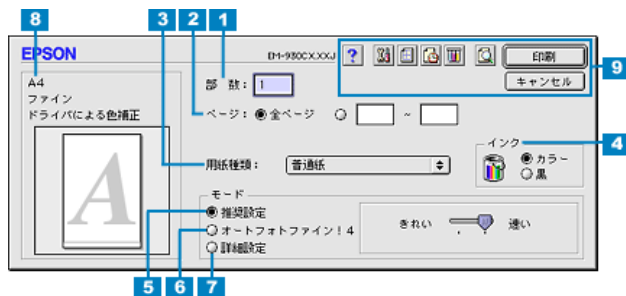 8 3 2 1
EPSON
EM-930CX.XXJ ? 印刷
キャンセル
9
A4
ファイン
ドライバによる色補正
A
部 数: 1
ページ: 全ページ ~
用紙種類: 普通紙
インク
カラー
黒
4
モード
推奨設定
オートフォトファイン!4
詳細設定
きれい 速い
5 6 7